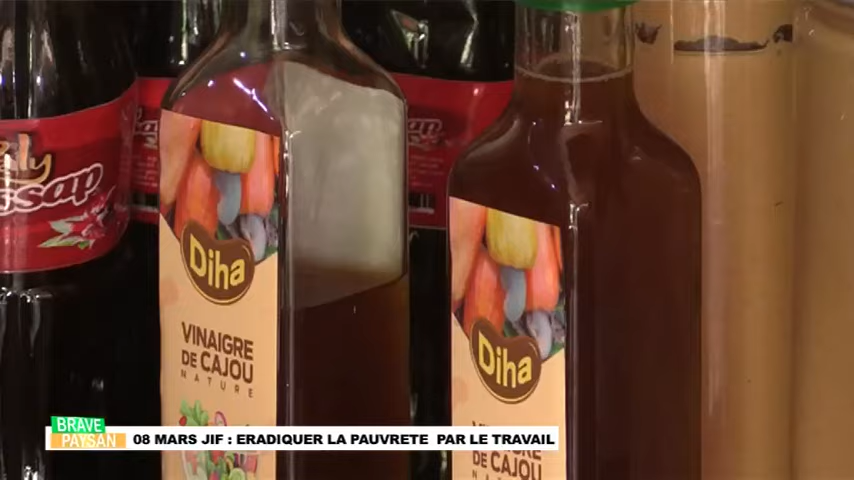 Diha
VINAIGRE
DE CAJOU
NATURE
Diha
DE CAJOU
BRAVE
PAYSAN
08 MARS JIF : ERADIQUER LA PAUVRETE PAR LE TRAVAIL